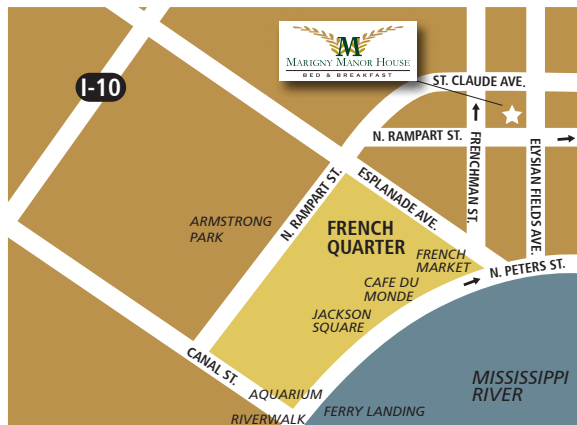 M
MARIGNY MANOR HOUSE
BED & BREAKFAST
I-10
ST. CLAUDE AVE.
N. RAMPART ST.
FRENCHMAN ST.
ELYSIAN FIELDS AVE.
N. RAMPART ST.
ESPLANADE AVE.
ARMSTRONG
PARK
FRENCH
QUARTER
FRENCH
MARKET
N. PETERS ST.
CAFE DU
MONDE
JACKSON
SQUARE
CANAL ST.
AQUARIUM
RIVERWALK
FERRY LANDING
MISSISSIPPI
RIVER